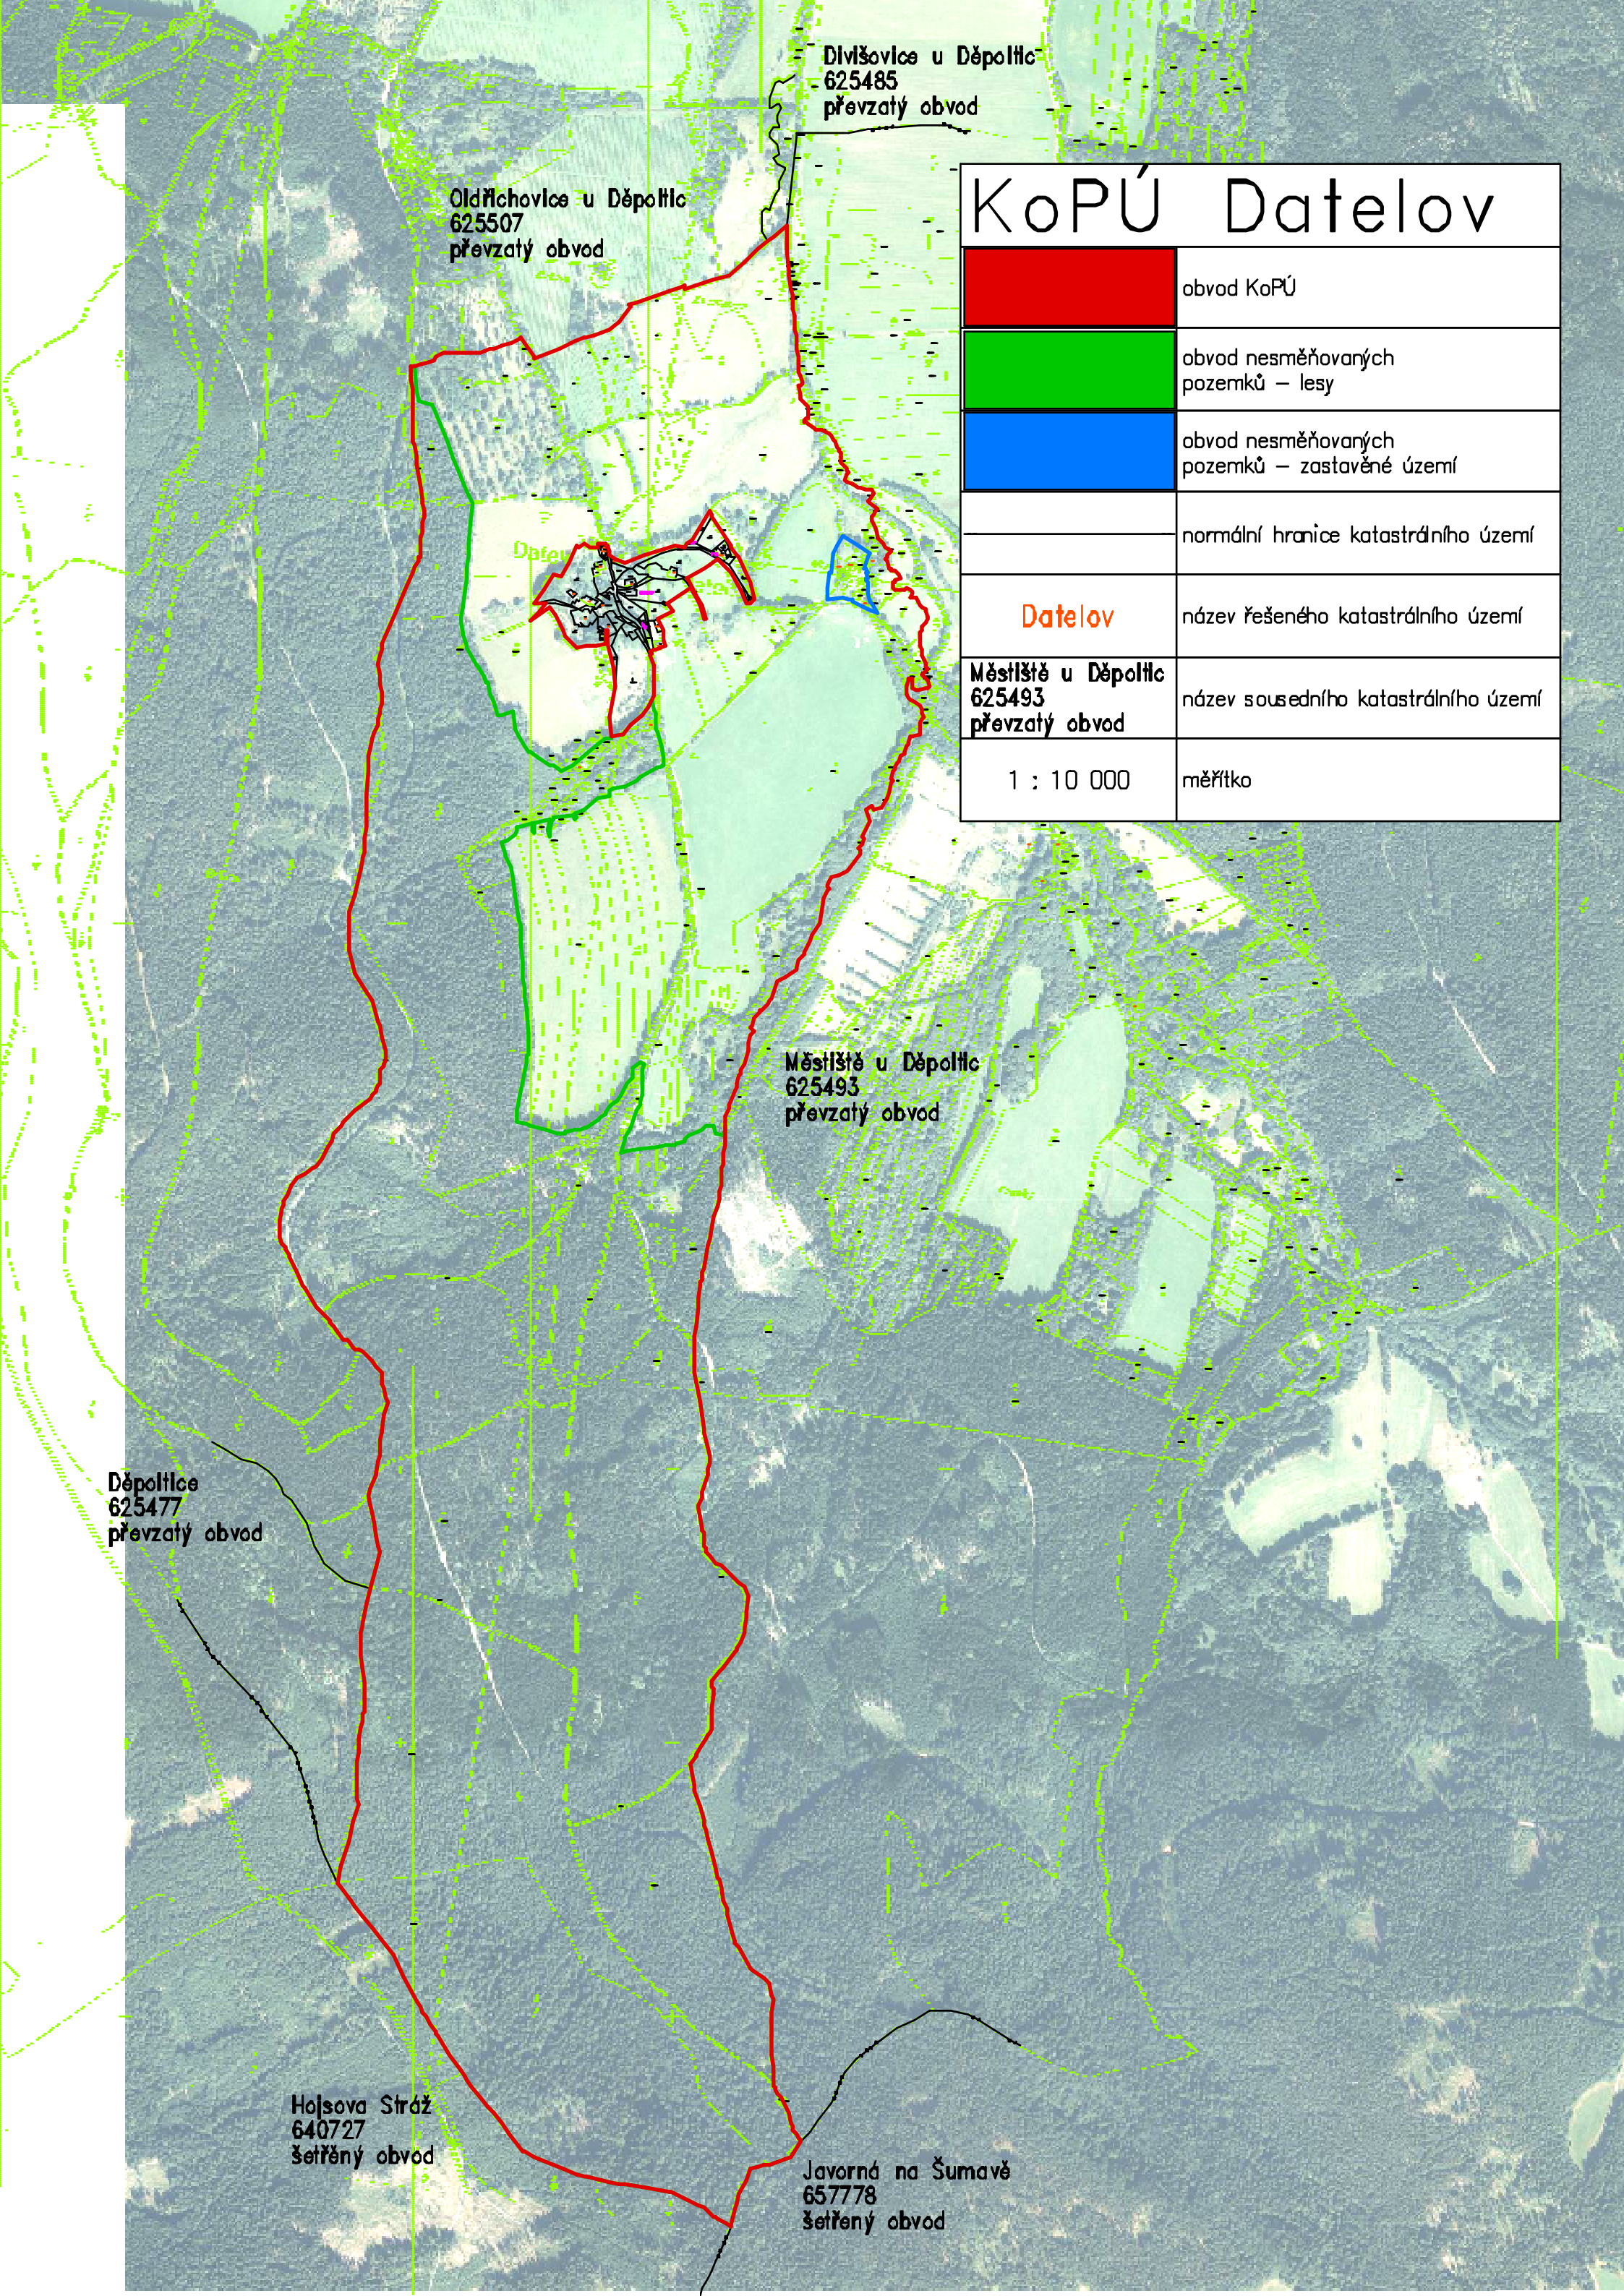 Divišovice u Děpoltic
625485
převzatý obvod
Oldřichovice u Děpoltic
625507
převzatý obvod
KoPÚ Datelov
obvod KoPÚ
obvod nesměňovaných
pozemků – lesy
obvod nesměňovaných
pozemků – zastavěné území
normální hranice katastrálního území
Datelov
název řešeného katastrálního území
Městiště u Děpoltic
625493
převzatý obvod
název sousedního katastrálního území
1 : 10 000
měřítko
Městiště u Děpoltic
625493
převzatý obvod
Děpoltice
625477
převzatý obvod
Hojsova Stráž
640727
šetřěný obvod
Javorná na Šumavě
657778
šetřený obvod